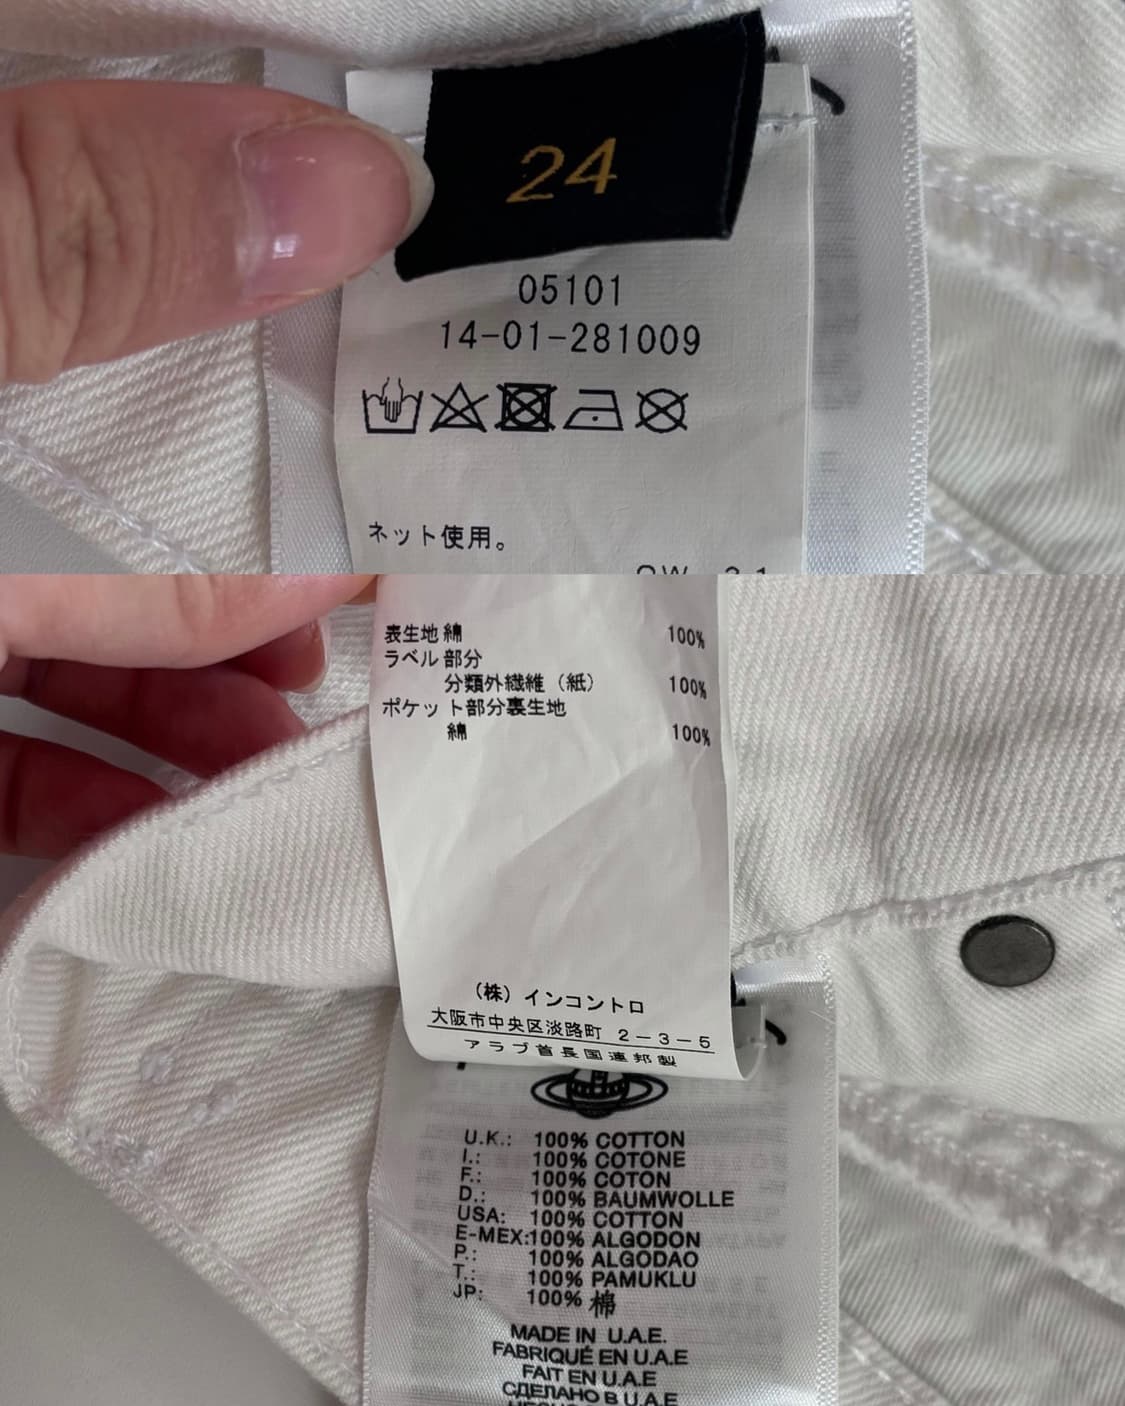 24
05101
14-01-281009
ネット使用。
表生地 綿 100%
ラベル部分
分類外繊維（紙） 100%
ポケット部分裏生地
綿 100%
（株）インコントロ
大阪市中央区淡路町 2-3-5
アラブ首長国連邦製
U.K.: 100% COTTON
I.: 100% COTONE
F.: 100% COTON
D.: 100% BAUMWOLLE
USA: 100% COTTON
E-MEX: 100% ALGODON
P.: 100% ALGODAO
T.: 100% PAMUKLU
JP: 100% 棉
MADE IN U.A.E.
FABRIQUÉ EN U.A.E
FAIT EN U.A.E
СДЕЛАНО В U.A.E